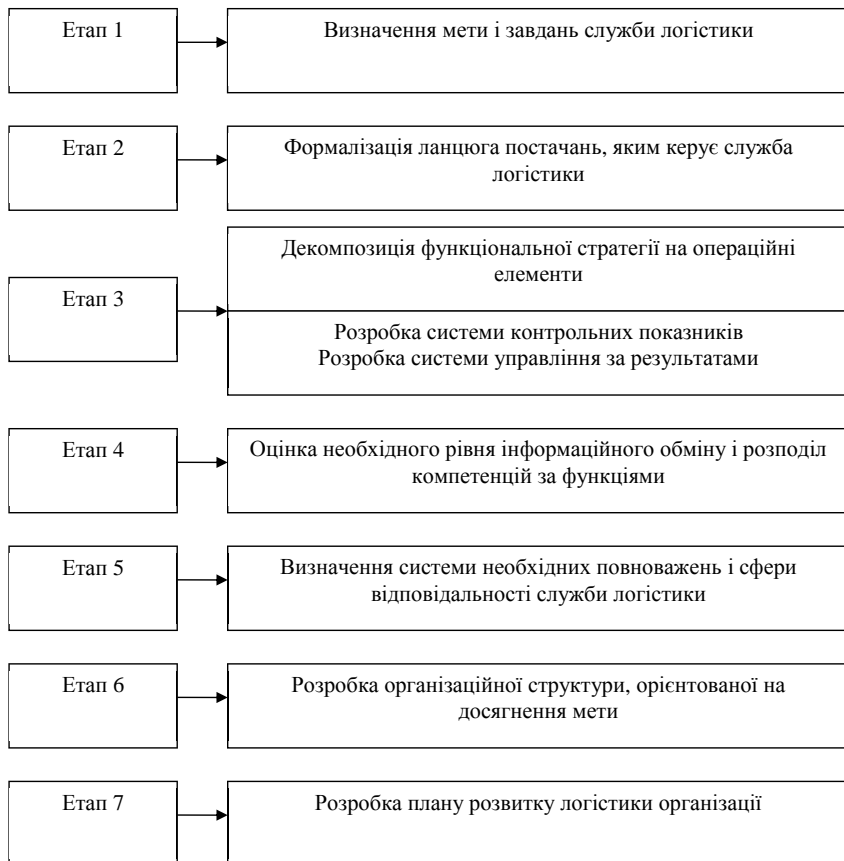 Етап 1
Визначення мети і завдань служби логістики
Етап 2
Формалізація ланцюга постачань, яким керує служба
логістики
Етап 3
Декомпозиція функціональної стратегії на операційні
елементи
Розробка системи контрольних показників
Розробка системи управління за результатами
Етап 4
Оцінка необхідного рівня інформаційного обміну і розподіл
компетенцій за функціями
Етап 5
Визначення системи необхідних повноважень і сфери
відповідальності служби логістики
Етап 6
Розробка організаційної структури, орієнтованої на
досягнення мети
Етап 7
Розробка плану розвитку логістики організації